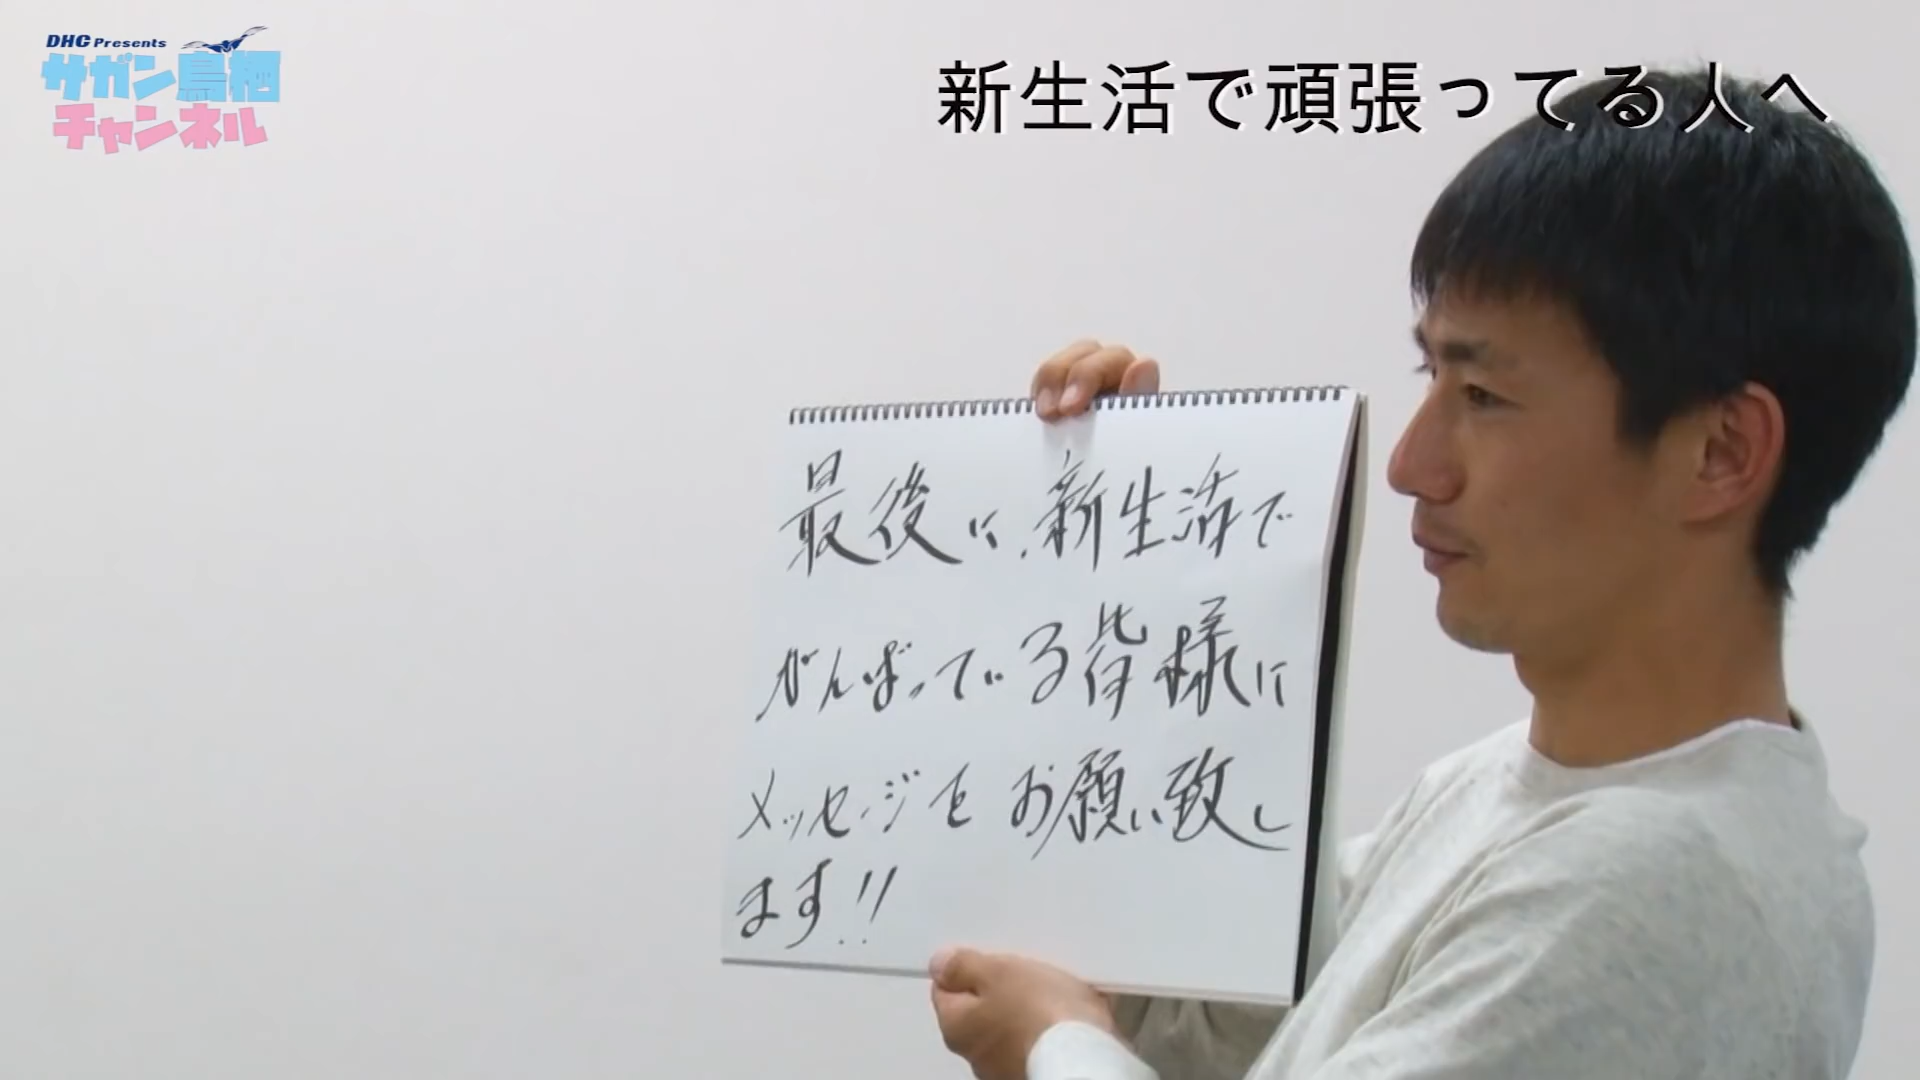 DHC Presents
サガン鳥栖
チャンネル
新生活で頑張ってる人へ
最後に、新生活で
がんばっている皆様に
メッセージをお願い致し
ます!!